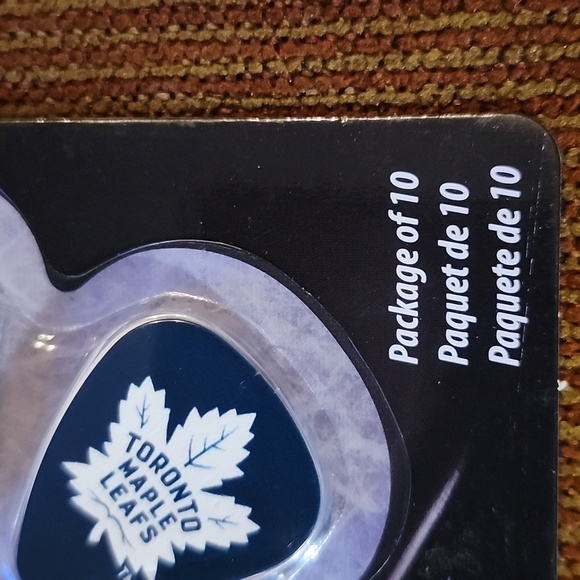 Package of 10
Paquet de 10
Paquete de 10
TORONTO
MAPLE
LEAFS